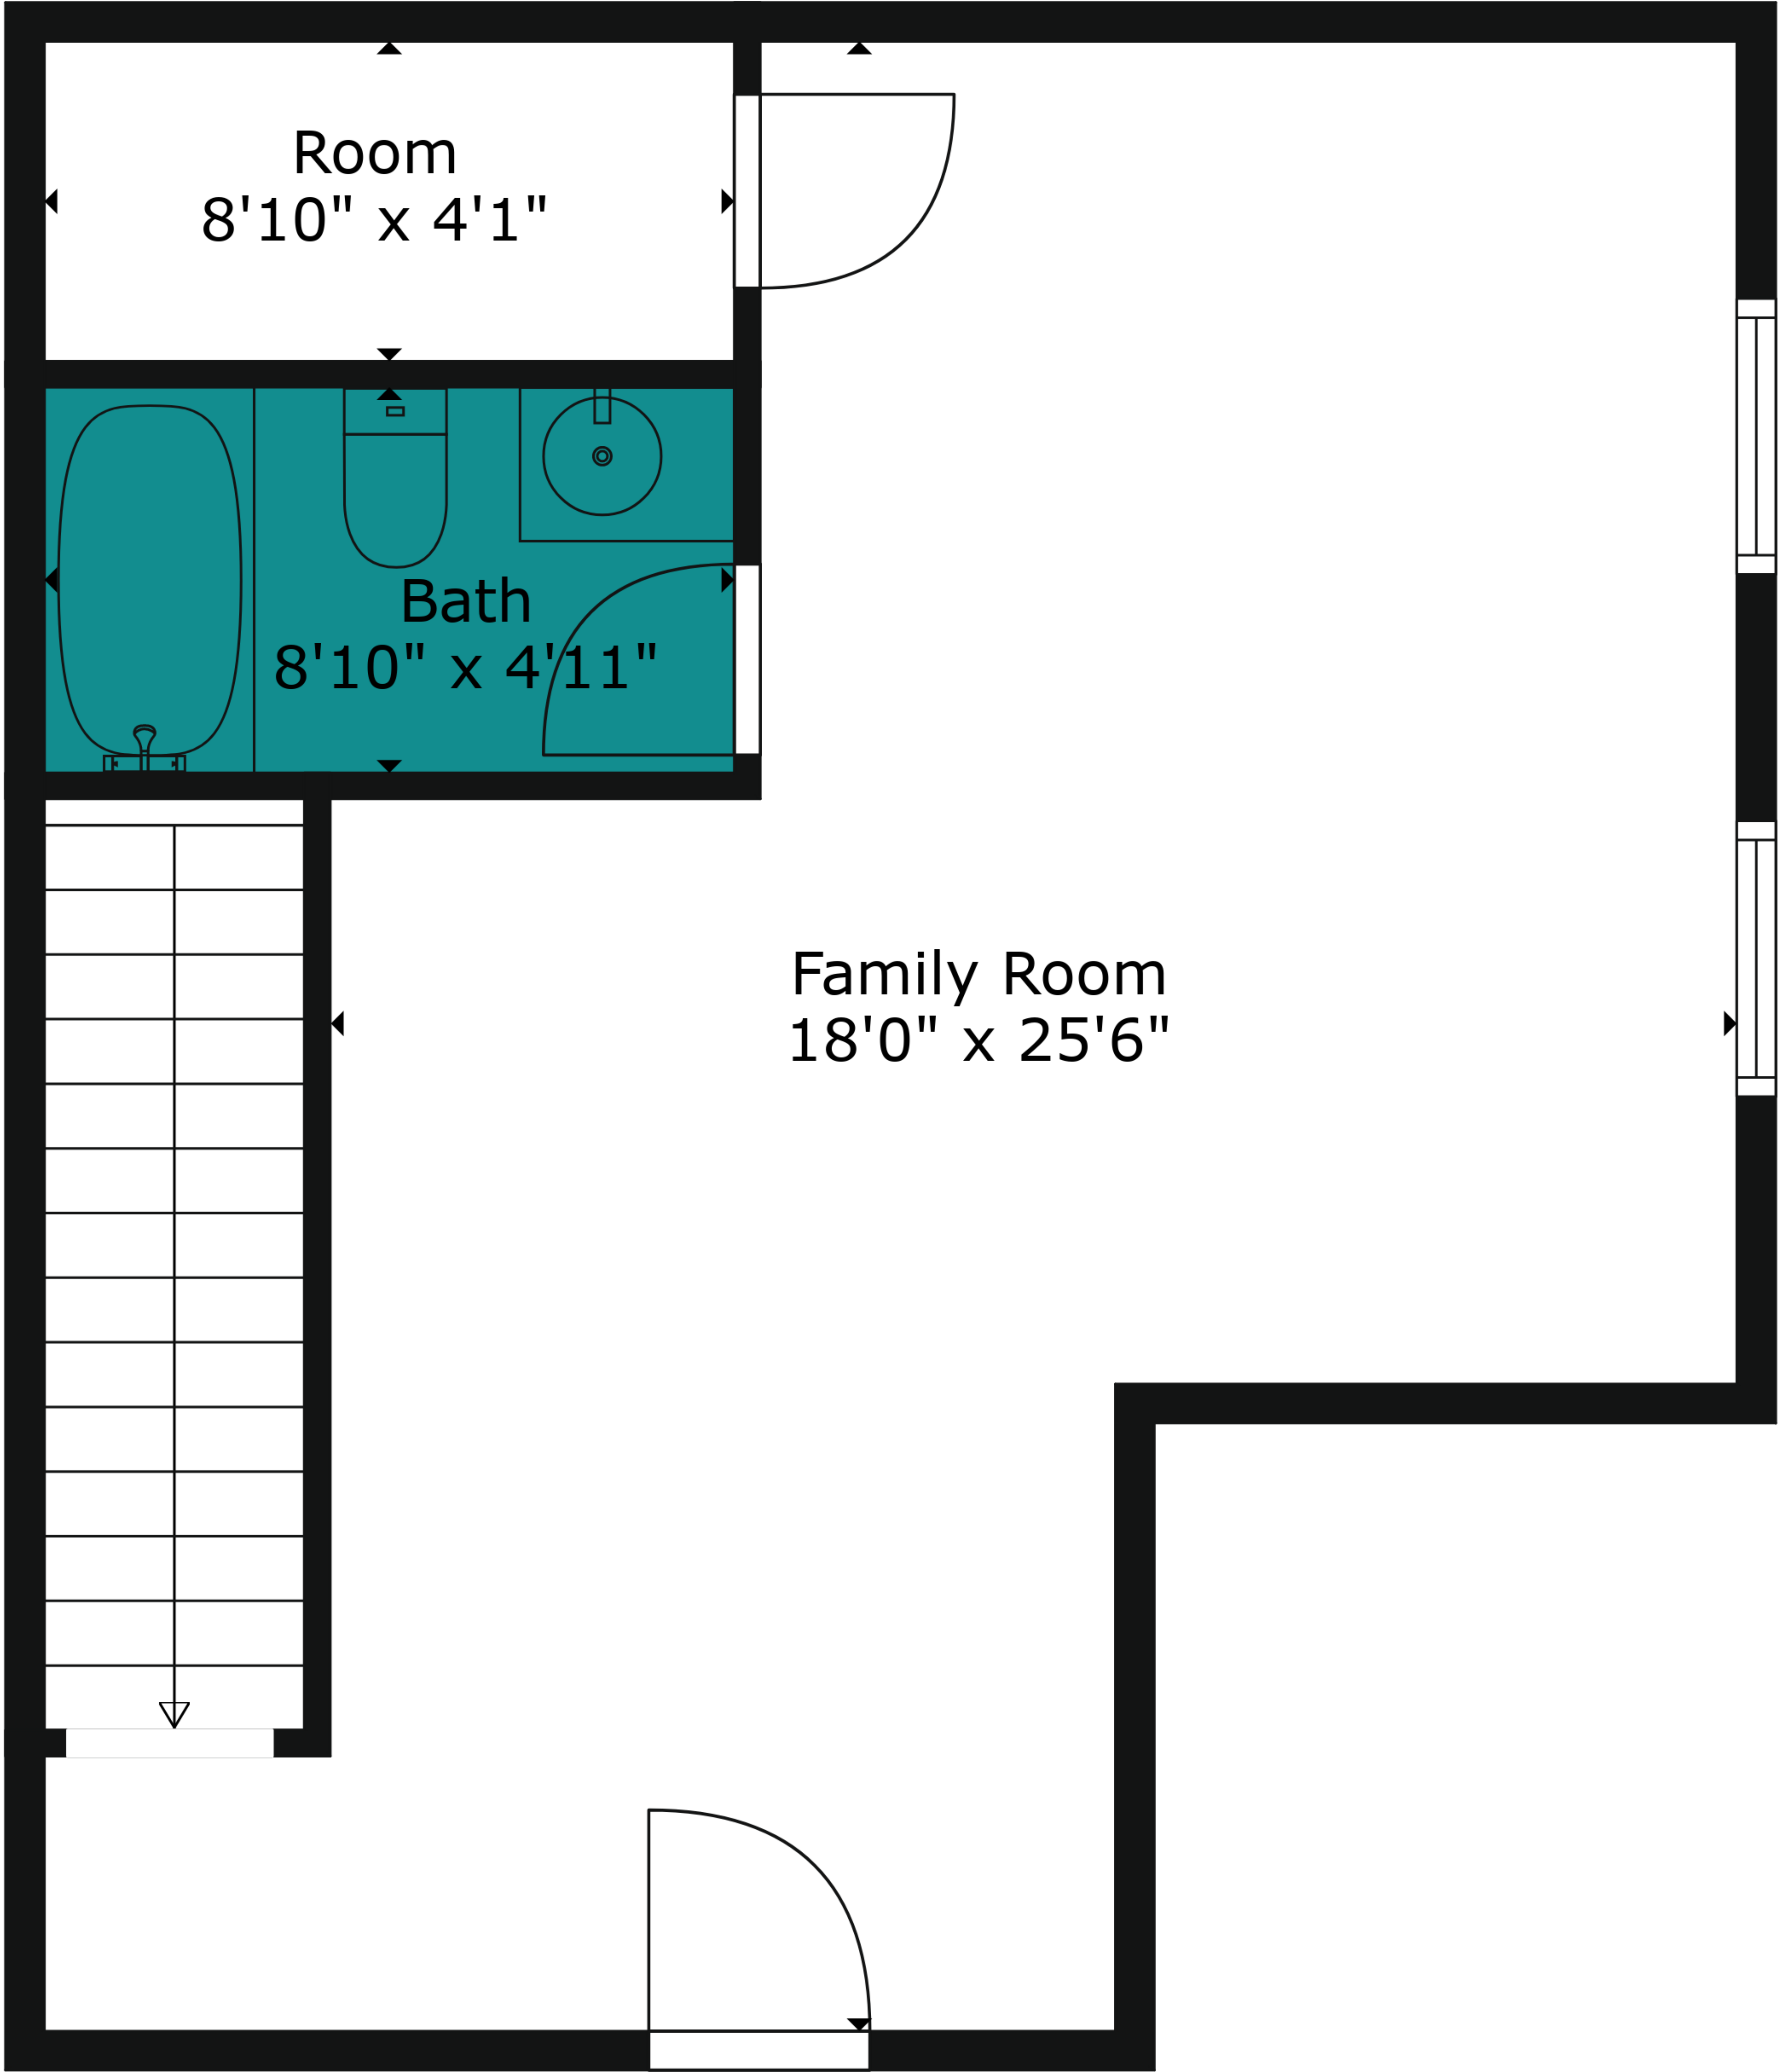 Room
8'10" x 4'1"
Bath
8'10" x 4'11"
Family Room
18'0" x 25'6"